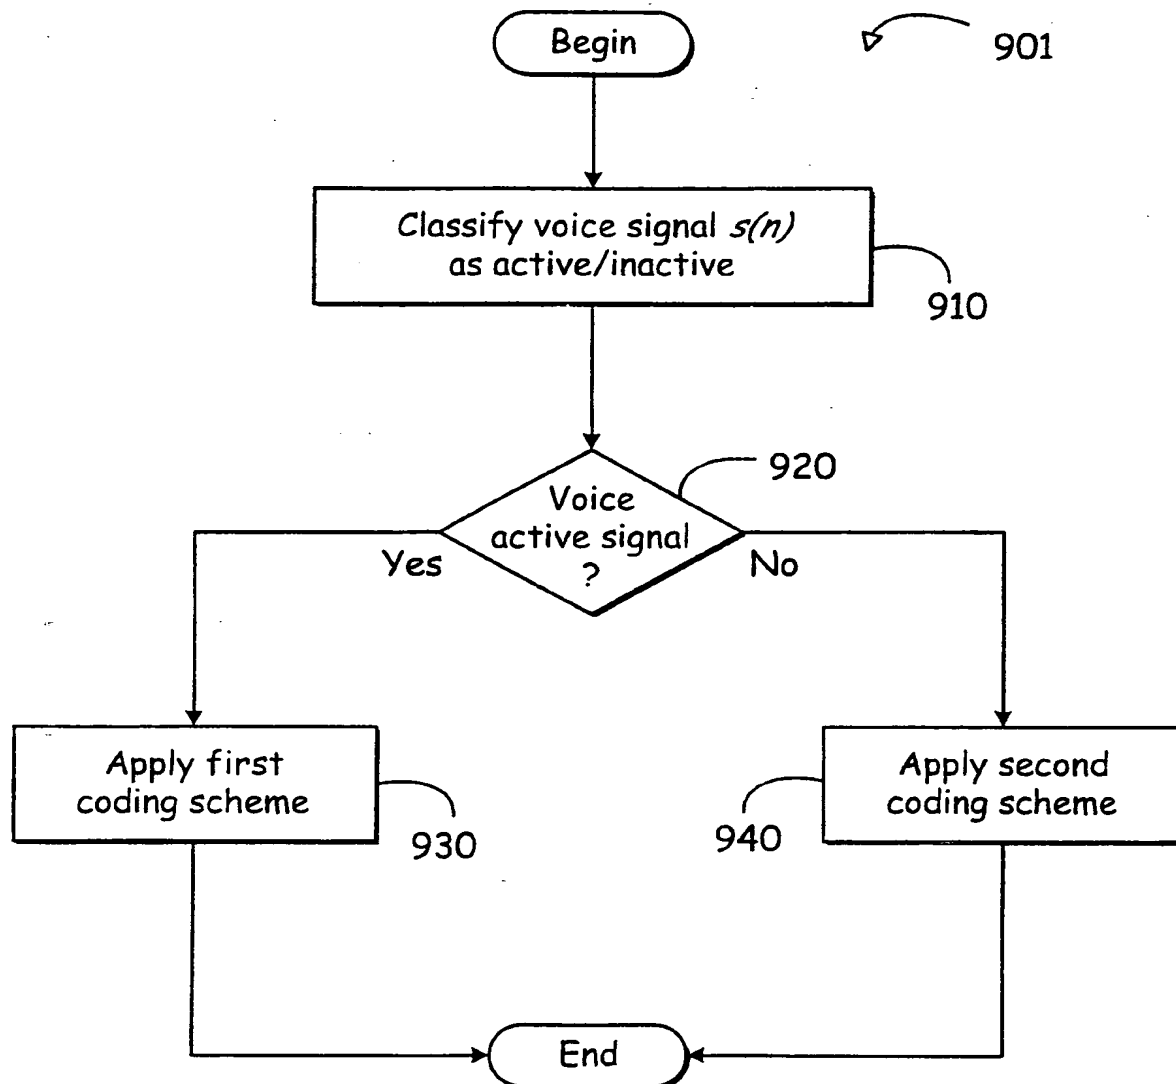 Begin
901
Classify voice signal s(n)
as active/inactive
910
920
Voice
active signal
?
Yes
No
Apply first
coding scheme
930
Apply second
coding scheme
940
End